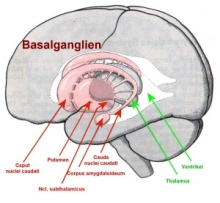 Basalganglien
Caput
nuclei caudati
Putamen
Ncl. subthalamicus
Corpus amygdaloideum
Cauda
nuclei caudati
Thalamus
Ventrikel